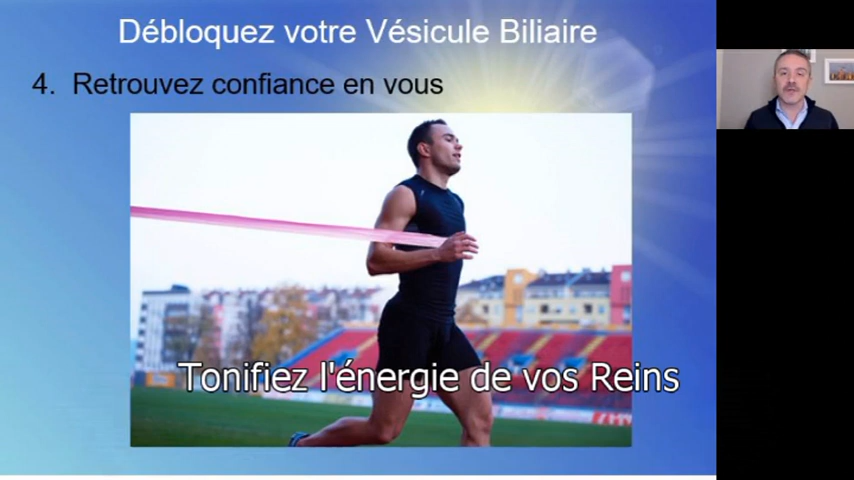 Débloquez votre Vésicule Biliaire
4. Retrouvez confiance en vous
Tonifiez l'énergie de vos Reins